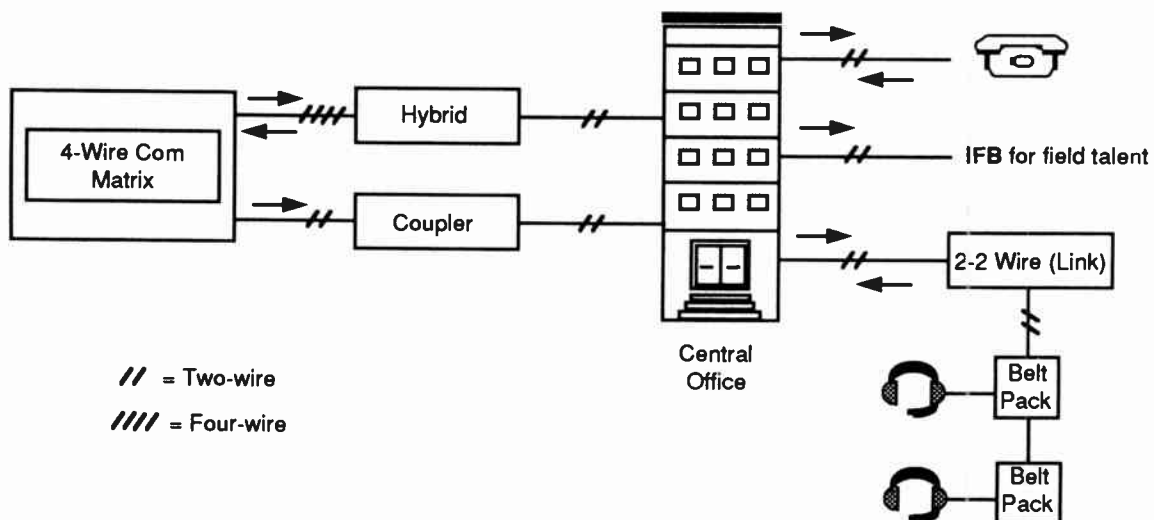 Hybrid
4-Wire Com
Matrix
IFB for field talent
Coupler
2-2 Wire (Link)
Central
Office
= Two-wire
= Four-wire
Belt
Pack
Belt
Pack